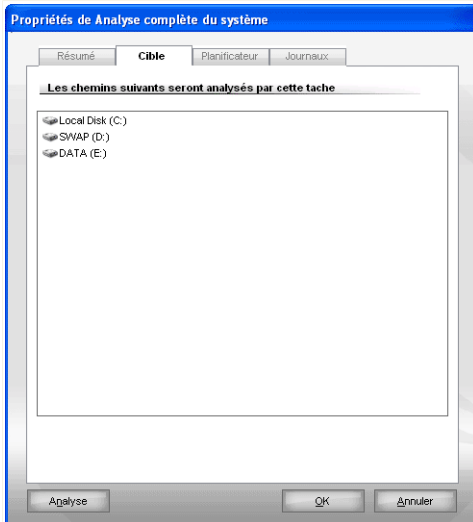 Propriétés de Analyse complète du système
Résumé Cible Planificateur Journaux
Les chemins suivants seront analysés par cette tache
Local Disk (C:)
SWAP (D:)
DATA (E:)
Analyse OK Annuler